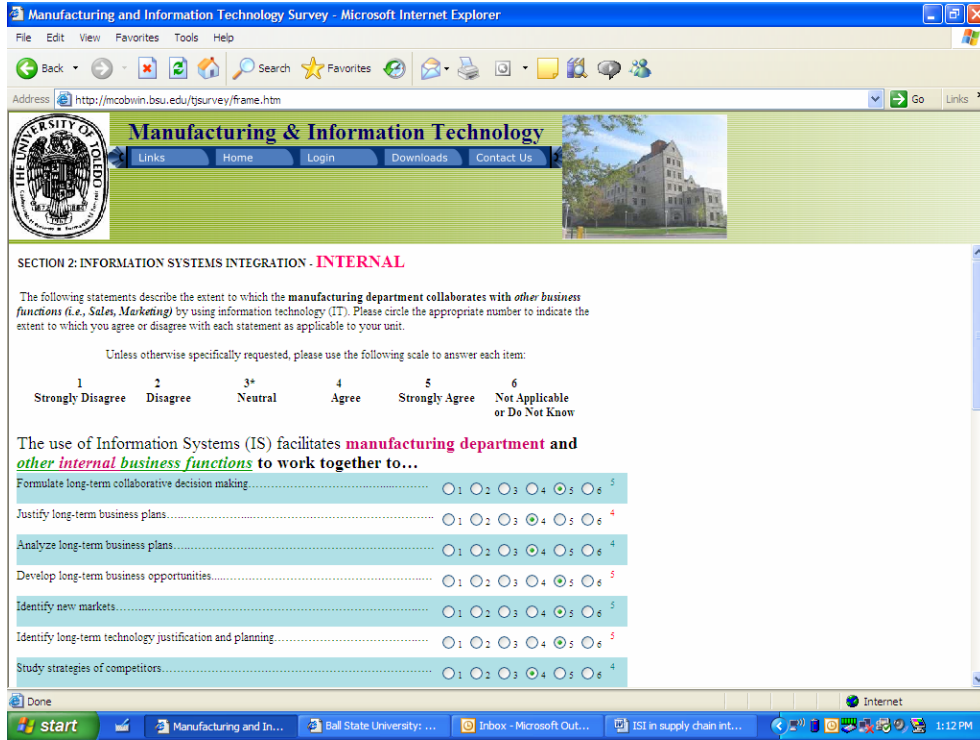 Manufacturing and Information Technology Survey - Microsoft Internet Explorer
File Edit View Favorites Tools Help
Back Search Favorites
Address http://mcobwin.bsu.edu/tjsurvey/frame.htm Go Links
THE UNIVERSITY OF TOLEDO
Manufacturing & Information Technology
Links Home Login Downloads Contact Us
SECTION 2: INFORMATION SYSTEMS INTEGRATION - INTERNAL
The following statements describe the extent to which the manufacturing department collaborates with other business
functions (i.e., Sales, Marketing) by using information technology (IT). Please circle the appropriate number to indicate the
extent to which you agree or disagree with each statement as applicable to your unit.
Unless otherwise specifically requested, please use the following scale to answer each item:
1 2 3* 4 5 6
Strongly Disagree Disagree Neutral Agree Strongly Agree Not Applicable
or Do Not Know
The use of Information Systems (IS) facilitates manufacturing department and
other internal business functions to work together to…
Formulate long-term collaborative decision making 1 2 3 4 5 6 5
Justify long-term business plans 1 2 3 4 5 6 4
Analyze long-term business plans 1 2 3 4 5 6 4
Develop long-term business opportunities 1 2 3 4 5 6 5
Identify new markets 1 2 3 4 5 6 5
Identify long-term technology justification and planning 1 2 3 4 5 6 5
Study strategies of competitors 1 2 3 4 5 6 4
Done Internet
start Manufacturing and In... Ball State University: ... Inbox - Microsoft Out... ISI in supply chain int... 1:12 PM